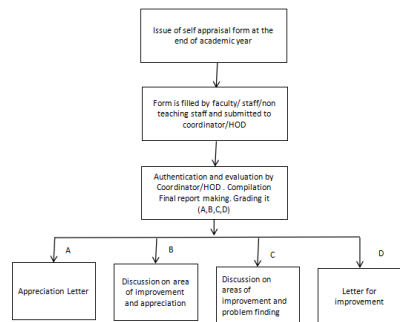 Issue of self appraisal form at the
end of academic year
Form is filled by faculty/ staff/non
teaching staff and submitted to
coordinator/HOD
Authentication and evaluation by
Coordinator/HOD . Compilation
Final report making. Grading it
(A,B,C,D)
A
B
C
D
Appreciation Letter
Discussion on area
of improvement
and appreciation
Discussion on
areas of
improvement and
problem finding
Letter for
improvement